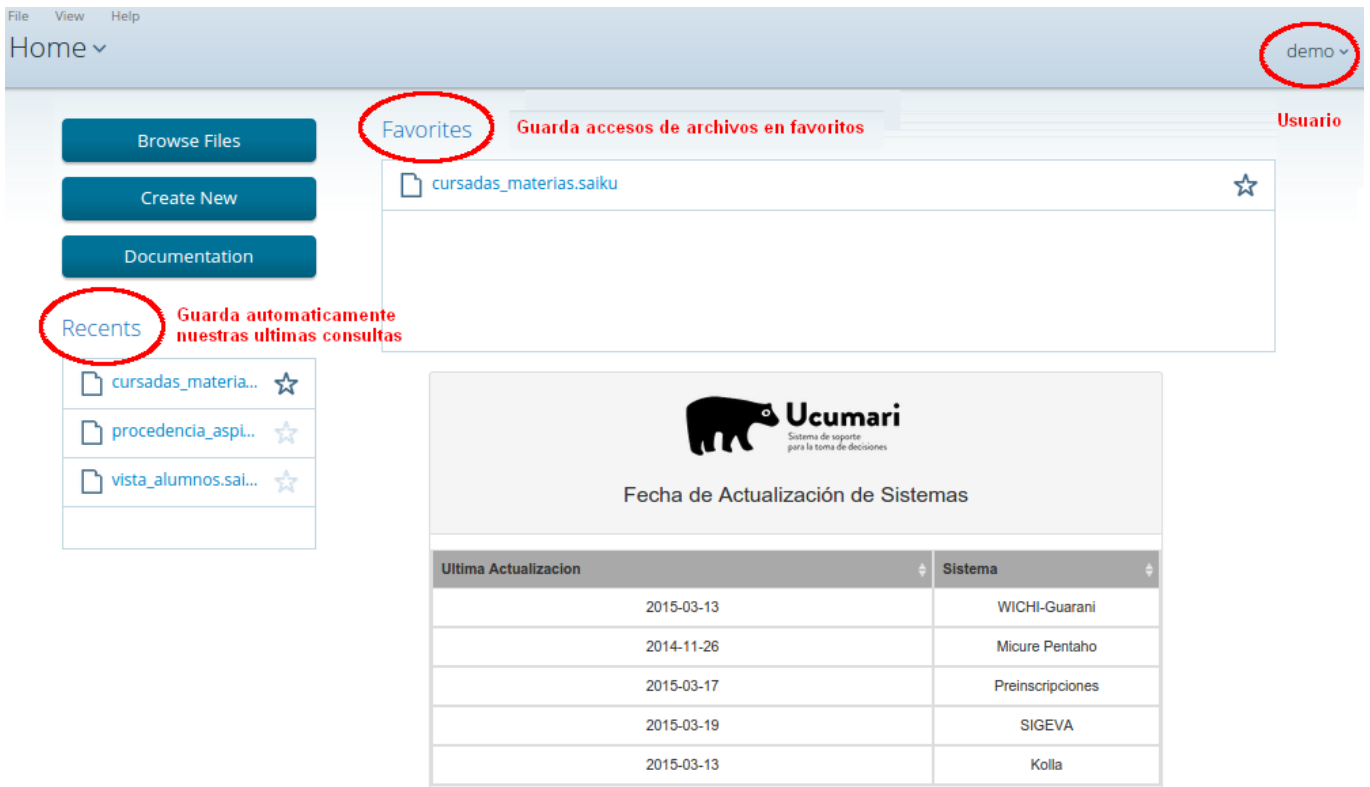 File View Help
Home
demo
Usuario
Browse Files
Create New
Documentation
Favorites
Guarda accesos de archivos en favoritos
cursadas_materias.saiku
Recents
Guarda automaticamente
nuestras ultimas consultas
cursadas_materia...
procedencia_aspi...
vista_alumnos.sai...
Ucumari
Sistema de soporte
para la toma de decisiones
Fecha de Actualización de Sistemas
Ultima Actualizacion Sistema
2015-03-13 WICHI-Guarani
2014-11-26 Micure Pentaho
2015-03-17 Preinscripciones
2015-03-19 SIGEVA
2015-03-13 Kolla